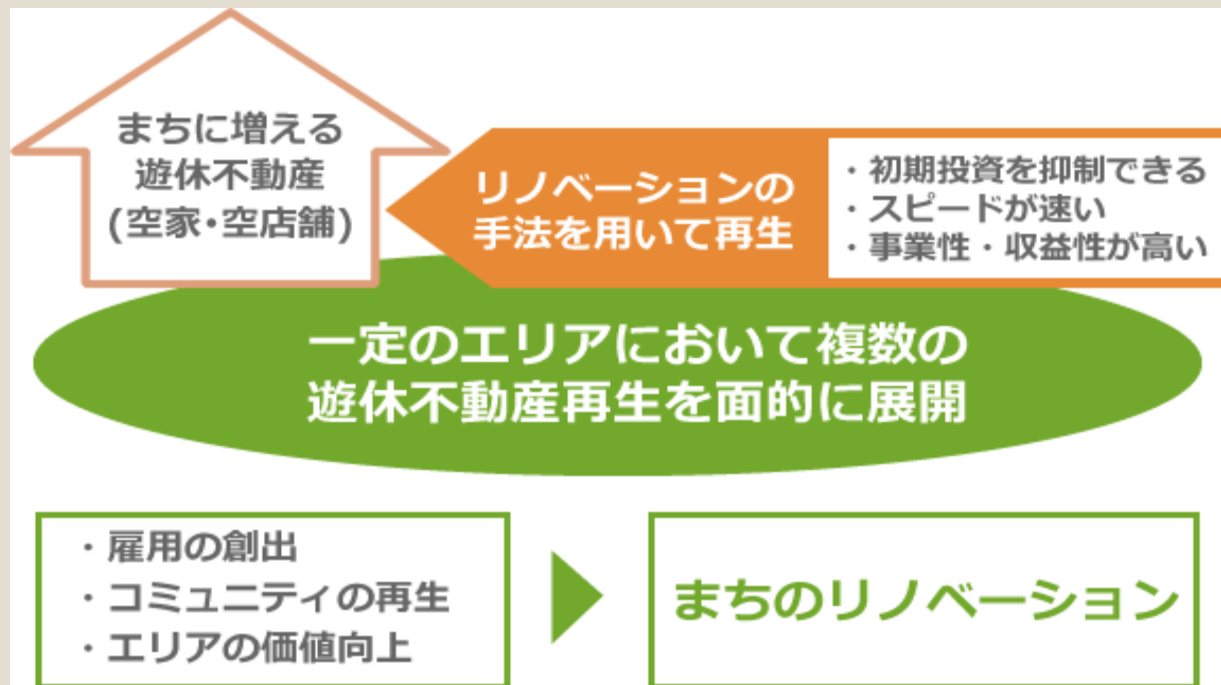 まちに増える
遊休不動産
(空家・空店舗)
リノベーションの
手法を用いて再生
・初期投資を抑制できる
・スピードが速い
・事業性・収益性が高い
一定のエリアにおいて複数の
遊休不動産再生を面的に展開
・雇用の創出
・コミュニティの再生
・エリアの価値向上
まちのリノベーション